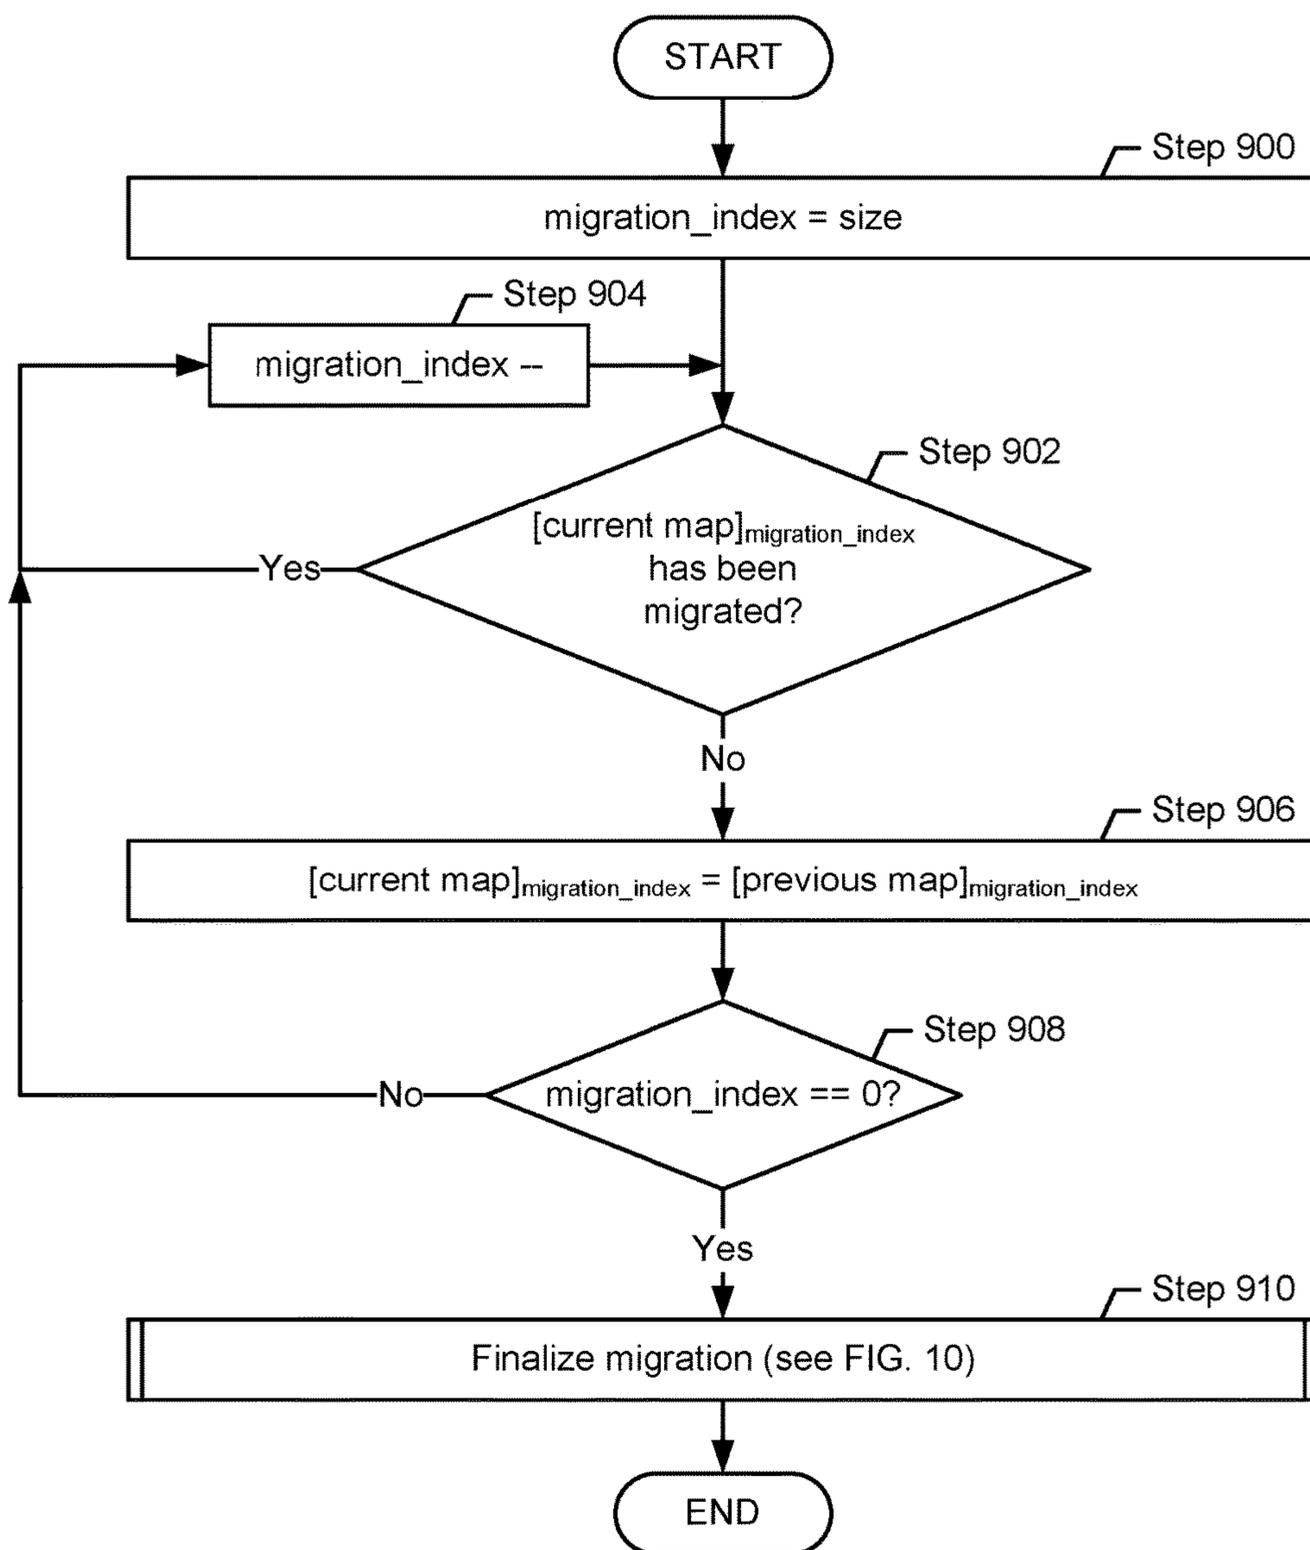 START
Step 900
migration_index = size
Step 904
migration_index --
Step 902
[current map]migration_index
has been
migrated?
Yes
No
Step 906
[current map]migration_index = [previous map]migration_index
Step 908
migration_index == 0?
No
Yes
Step 910
Finalize migration (see FIG. 10)
END